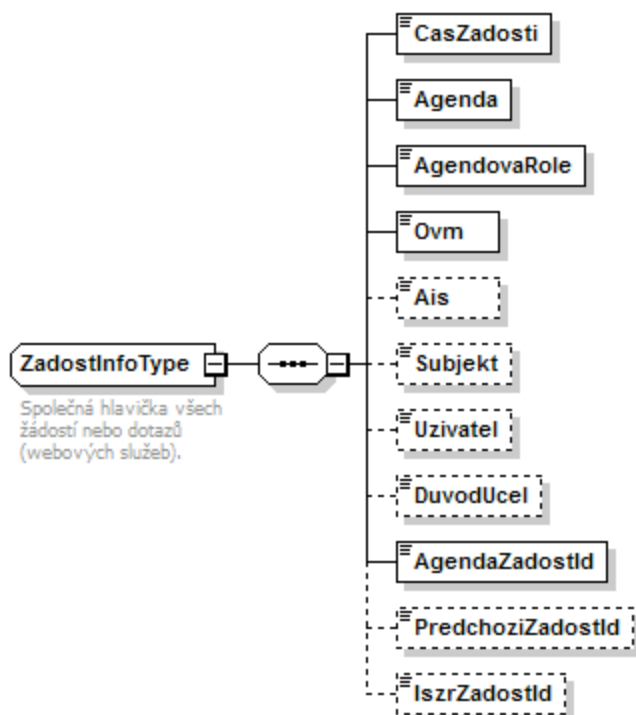 CasZadosti
Agenda
AgendovaRole
Ovm
Ais
ZadostInfoType
Subjekt
Společná hlavička všech
žádostí nebo dotazů
(webových služeb).
Uzivatel
DuvodUcel
AgendaZadostId
PredchoziZadostId
IszrZadostId